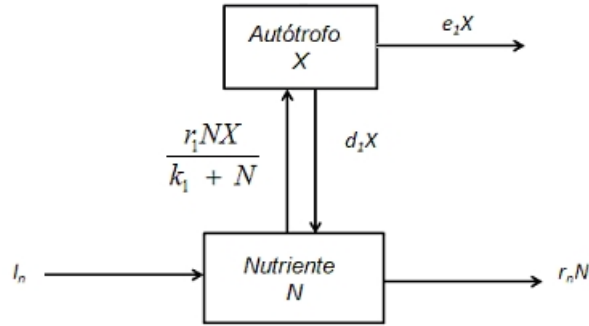 Autótrofo
X
e₁X
r₁NX
k₁ + N
d₁X
Iₙ
Nutriente
N
rₙN